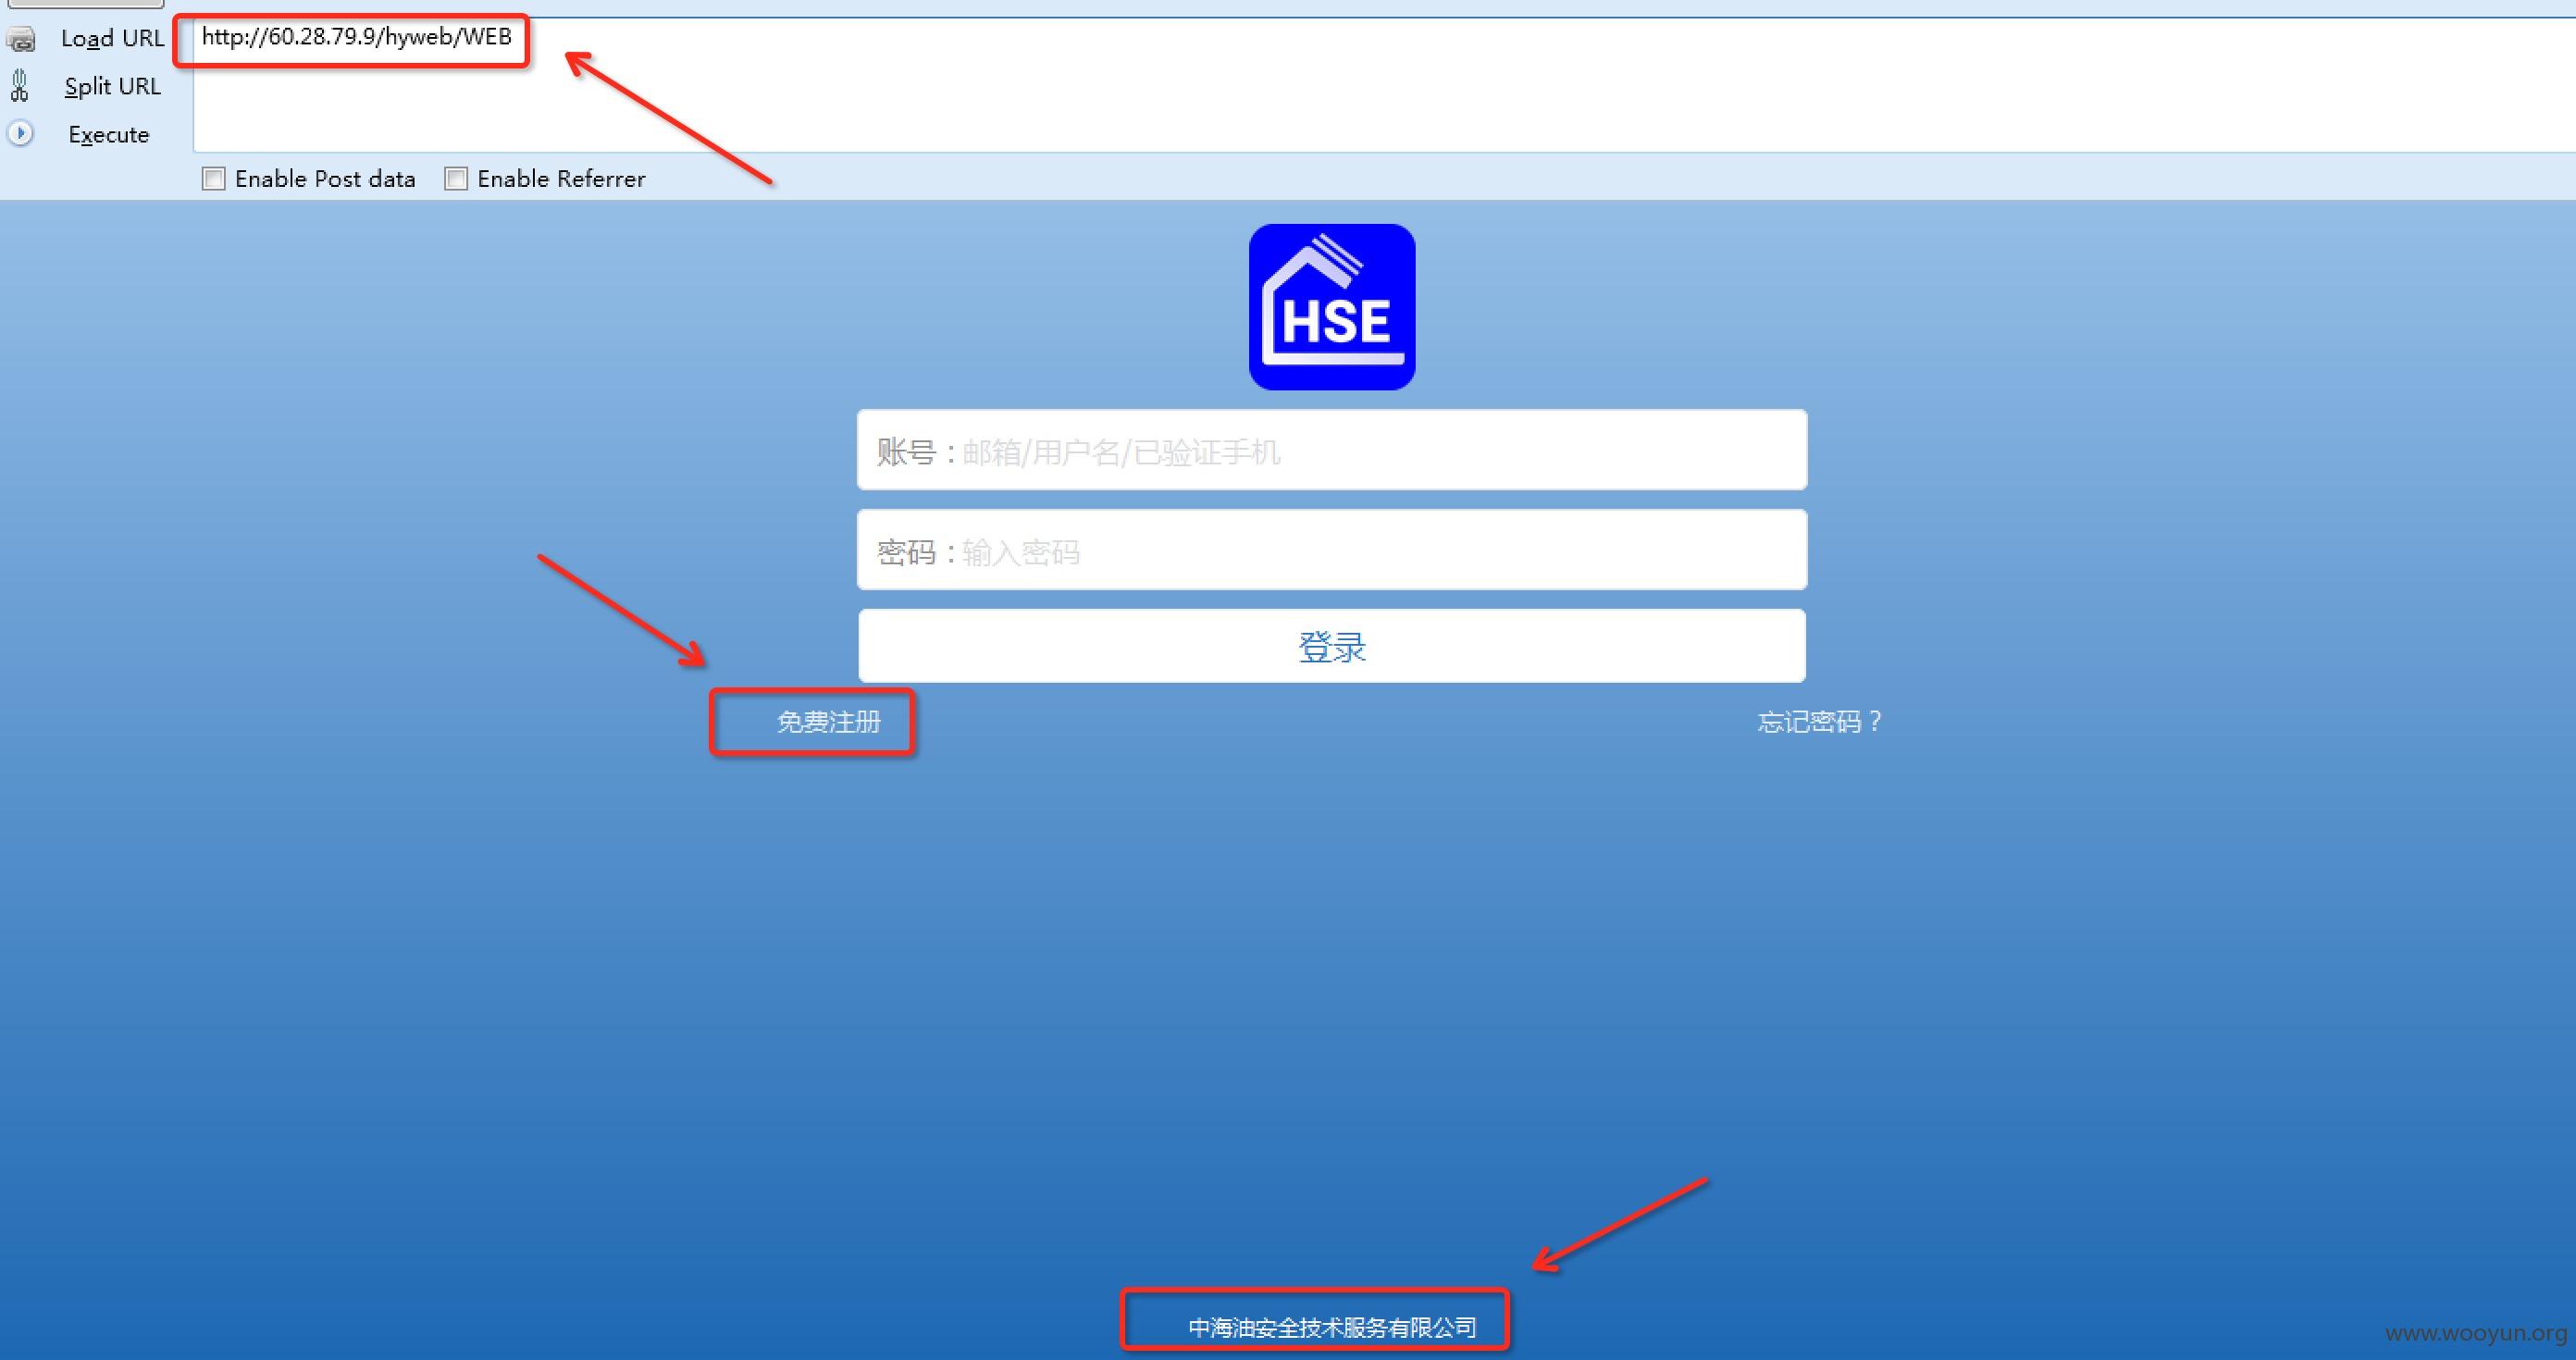 Load URL
http://60.28.79.9/hyweb/WEB
Split URL
Execute
Enable Post data
Enable Referrer
HSE
账号：邮箱/用户名/已验证手机
密码：输入密码
登录
免费注册
忘记密码？
中海油安全技术服务有限公司
www.wooyun.org